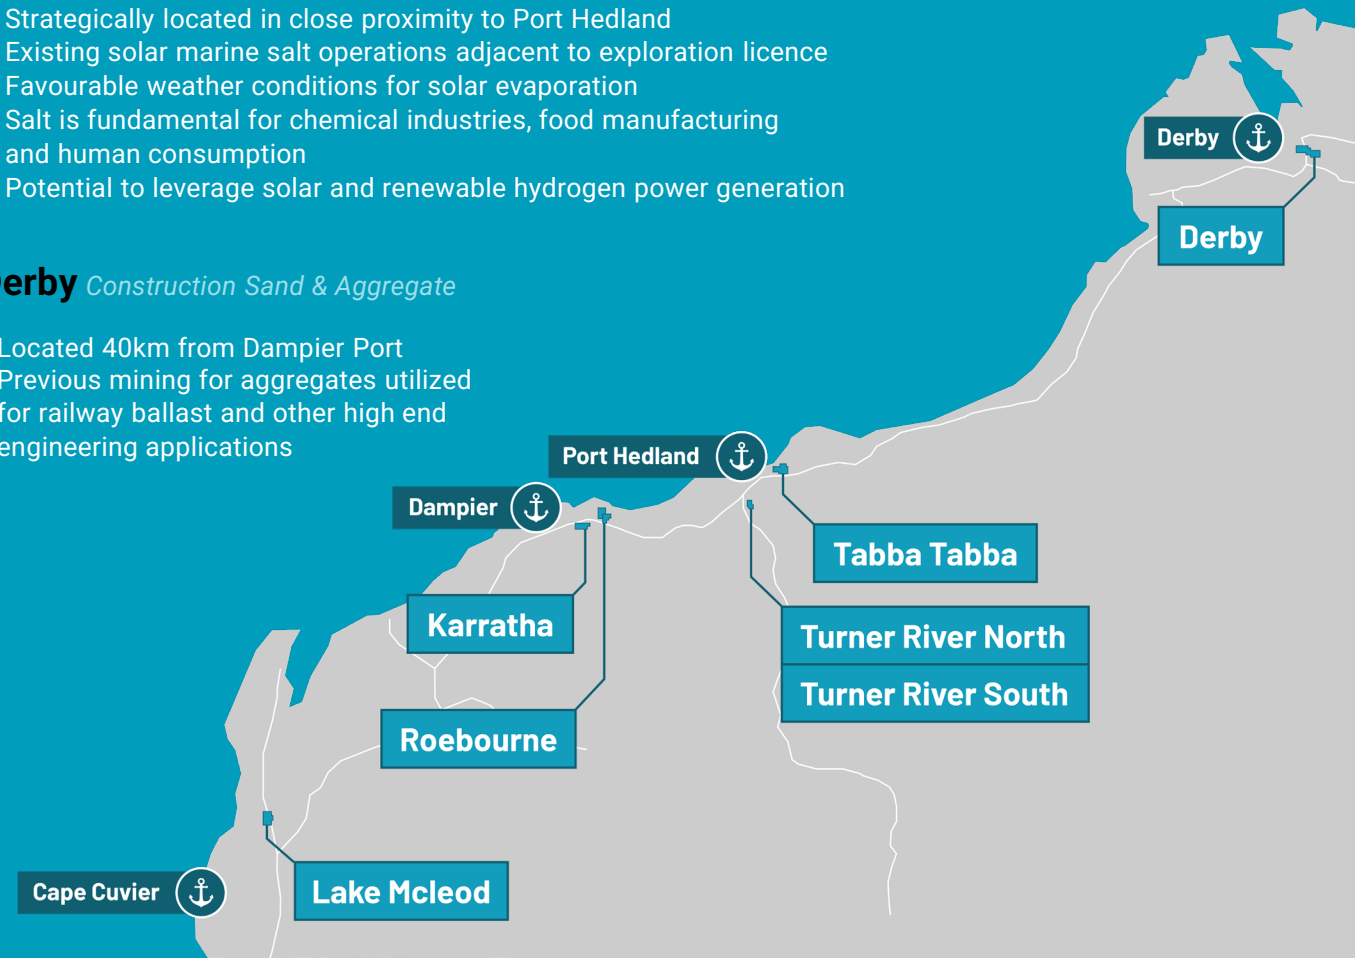 Strategically located in close proximity to Port Hedland
Existing solar marine salt operations adjacent to exploration licence
Favourable weather conditions for solar evaporation
Salt is fundamental for chemical industries, food manufacturing
and human consumption
Potential to leverage solar and renewable hydrogen power generation
Derby Construction Sand & Aggregate
Located 40km from Dampier Port
Previous mining for aggregates utilized
for railway ballast and other high end
engineering applications
Derby
Derby
Port Hedland
Dampier
Tabba Tabba
Karratha
Turner River North
Turner River South
Roebourne
Cape Cuvier
Lake Mcleod